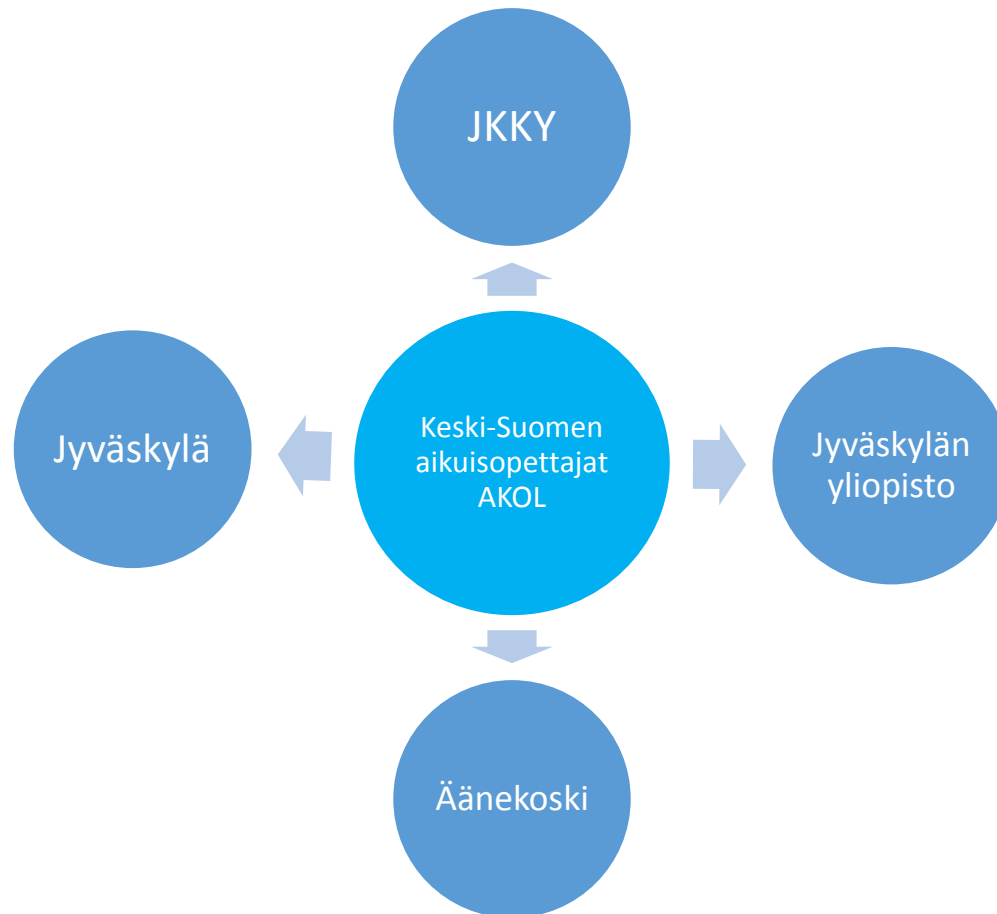 JKKY
Jyväskylä
Keski-Suomen
aikuisopettajat
AKOL
Jyväskylän
yliopisto
Äänekoski